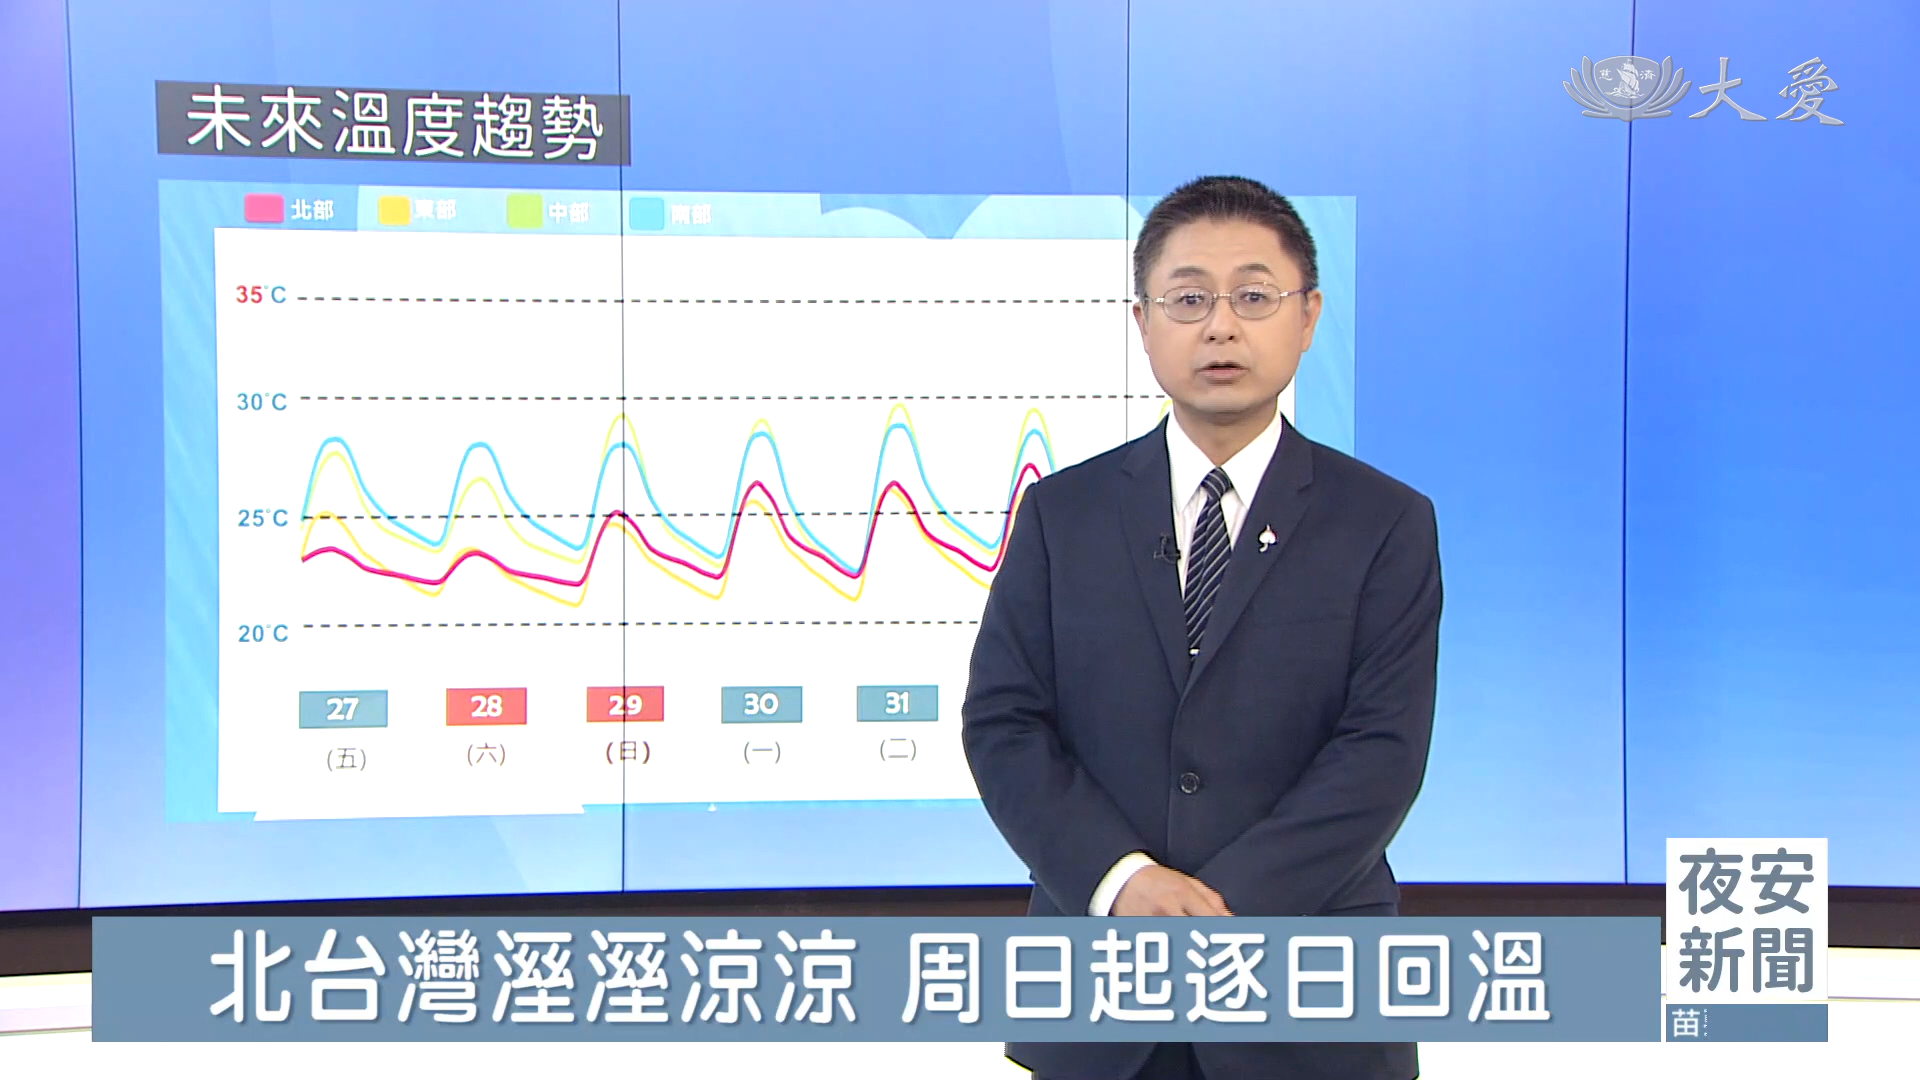 慈濟
大愛
未來溫度趨勢
北部 東部 中部 南部
35°C
30°C
25°C
20°C
27 28 29 30 31
(五) (六) (日) (一) (二)
夜安
新聞
北台灣溼溼涼涼 周日起逐日回溫
苗